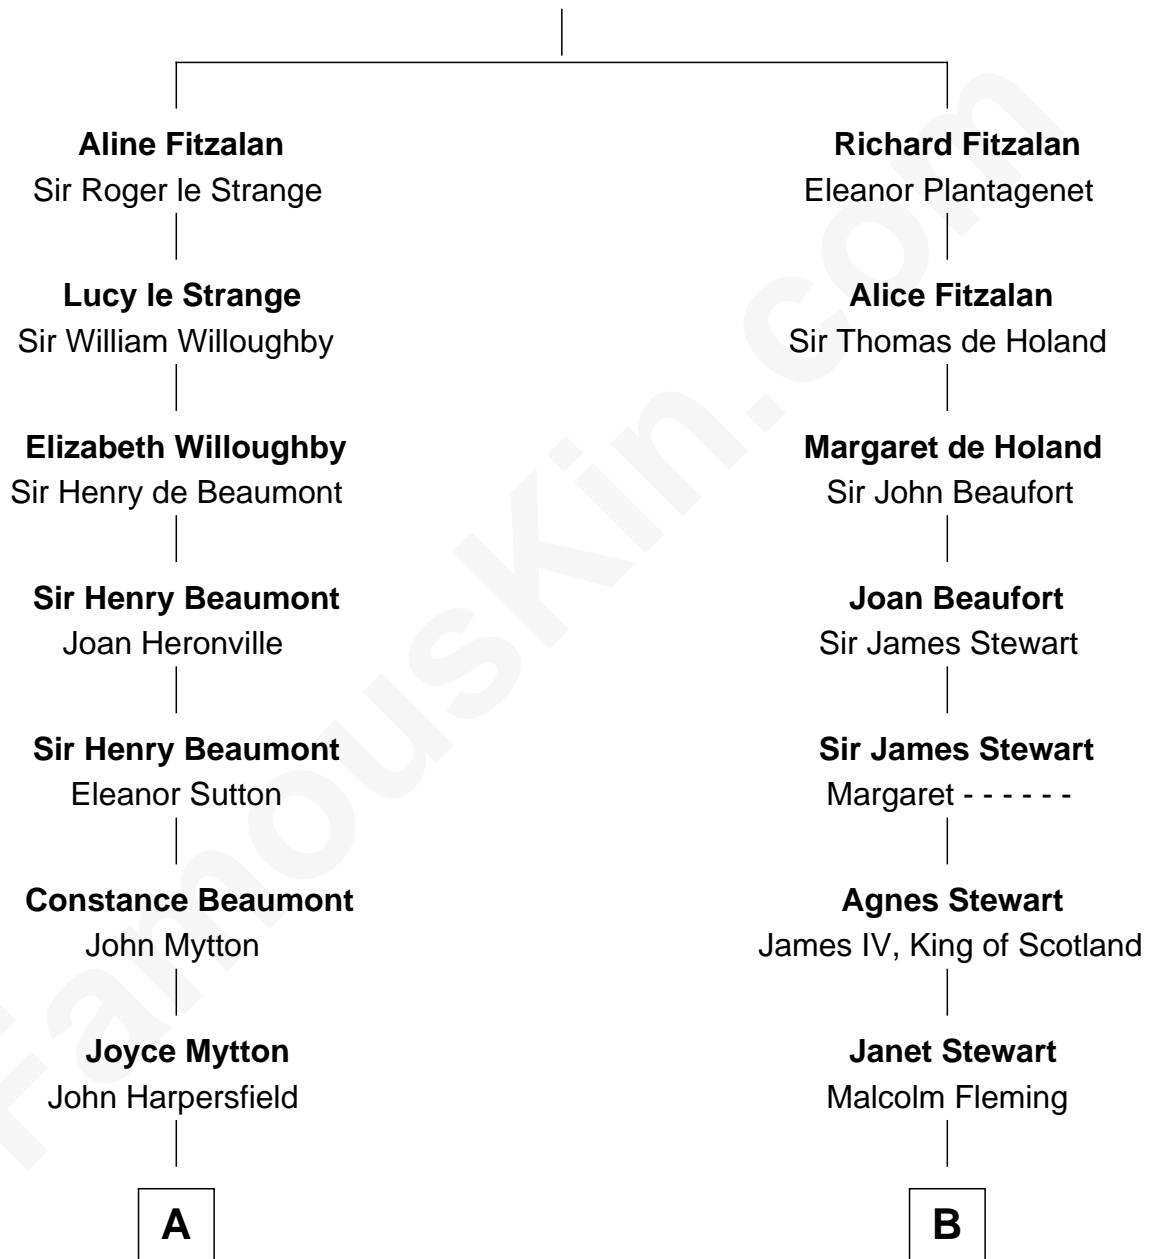 Aline Fitzalan
Sir Roger le Strange
Lucy le Strange
Sir William Willoughby
Elizabeth Willoughby
Sir Henry de Beaumont
Sir Henry Beaumont
Joan Heronville
Sir Henry Beaumont
Eleanor Sutton
Constance Beaumont
John Mytton
Joyce Mytton
John Harpersfield
A
Richard Fitzalan
Eleanor Plantagenet
Alice Fitzalan
Sir Thomas de Holand
Margaret de Holand
Sir John Beaufort
Joan Beaufort
Sir James Stewart
Sir James Stewart
Margaret - - - - - -
Agnes Stewart
James IV, King of Scotland
Janet Stewart
Malcolm Fleming
B
FamousKin.com